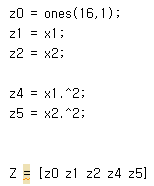 z0 = ones(16,1);
z1 = x1;
z2 = x2;
z4 = x1.^2;
z5 = x2.^2;
Z = [z0 z1 z2 z4 z5]